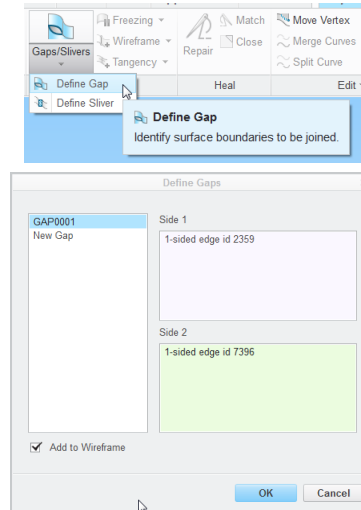 Gaps/Slivers
Freezing
Wireframe
Tangency
Repair
Match
Close
Move Vertex
Merge Curves
Split Curve
Heal
Edit
Define Gap
Define Sliver
Define Gap
Identify surface boundaries to be joined.
Define Gaps
GAP0001
New Gap
Side 1
1-sided edge id 2359
Side 2
1-sided edge id 7396
Add to Wireframe
OK
Cancel